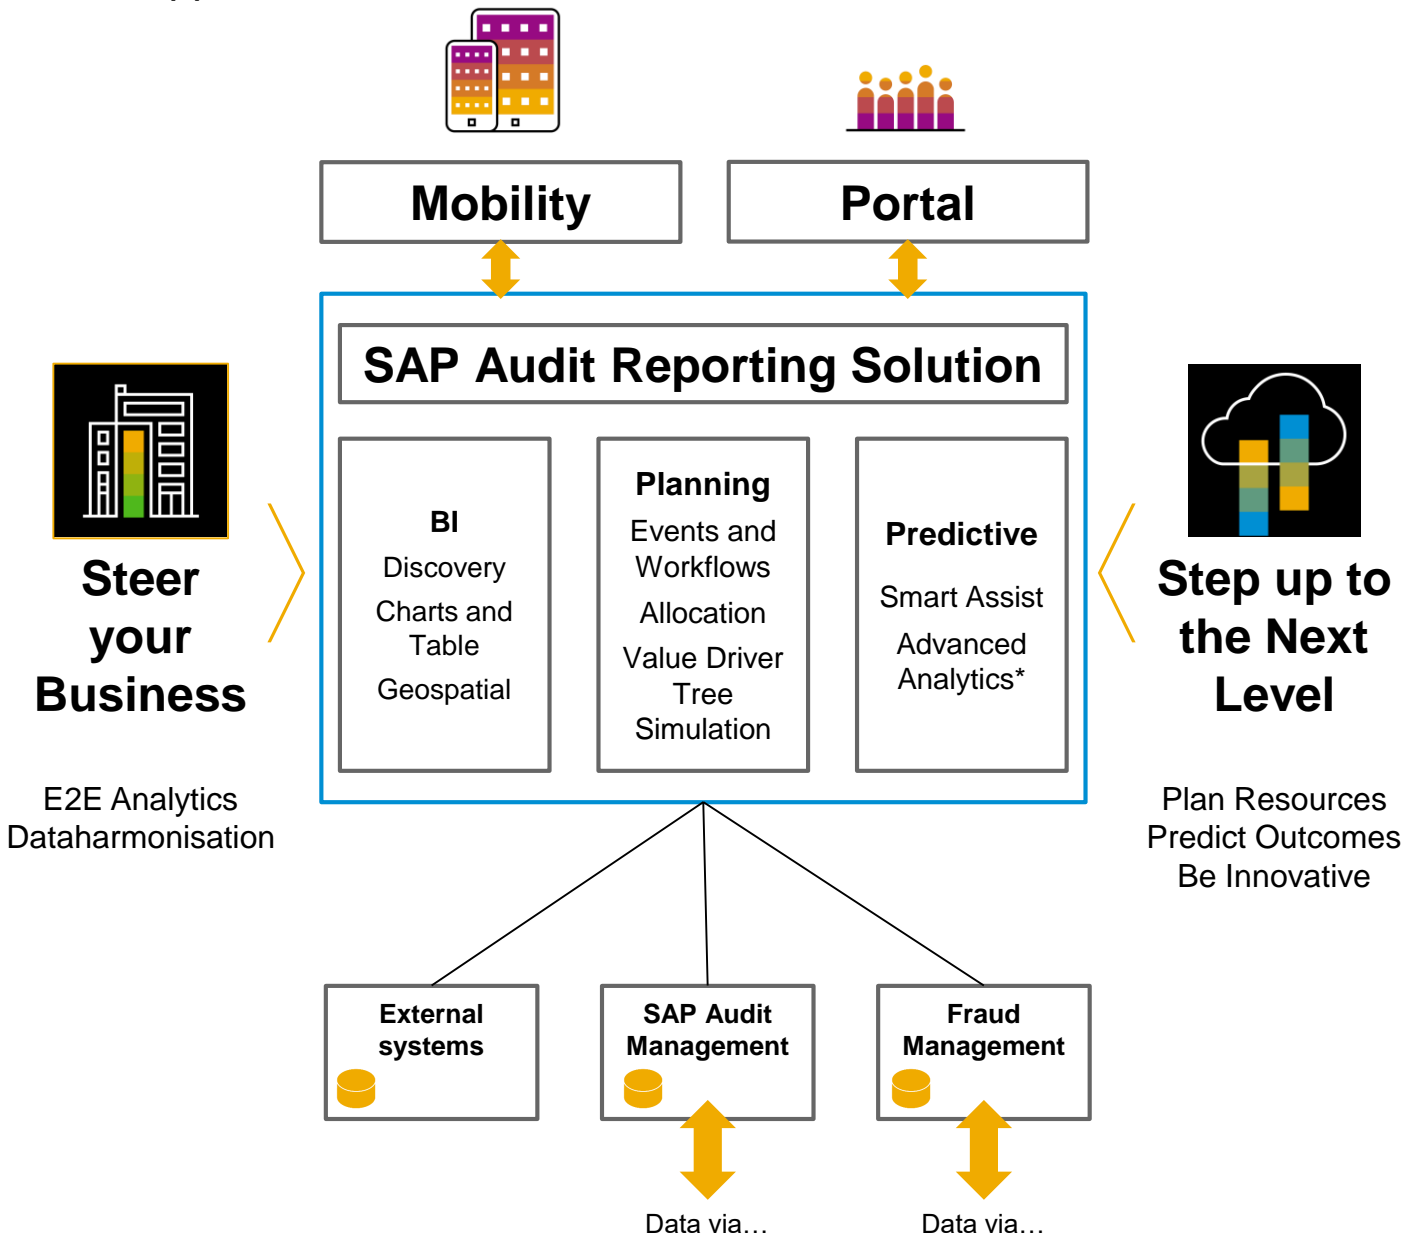 Mobility
Portal
SAP Audit Reporting Solution
Steer
your
Business
E2E Analytics
Dataharmonisation
BI
Discovery
Charts and
Table
Geospatial
Planning
Events and
Workflows
Allocation
Value Driver
Tree
Simulation
Predictive
Smart Assist
Advanced
Analytics*
Step up to
the Next
Level
Plan Resources
Predict Outcomes
Be Innovative
External
systems
SAP Audit
Management
Fraud
Management
Data via…
Data via…